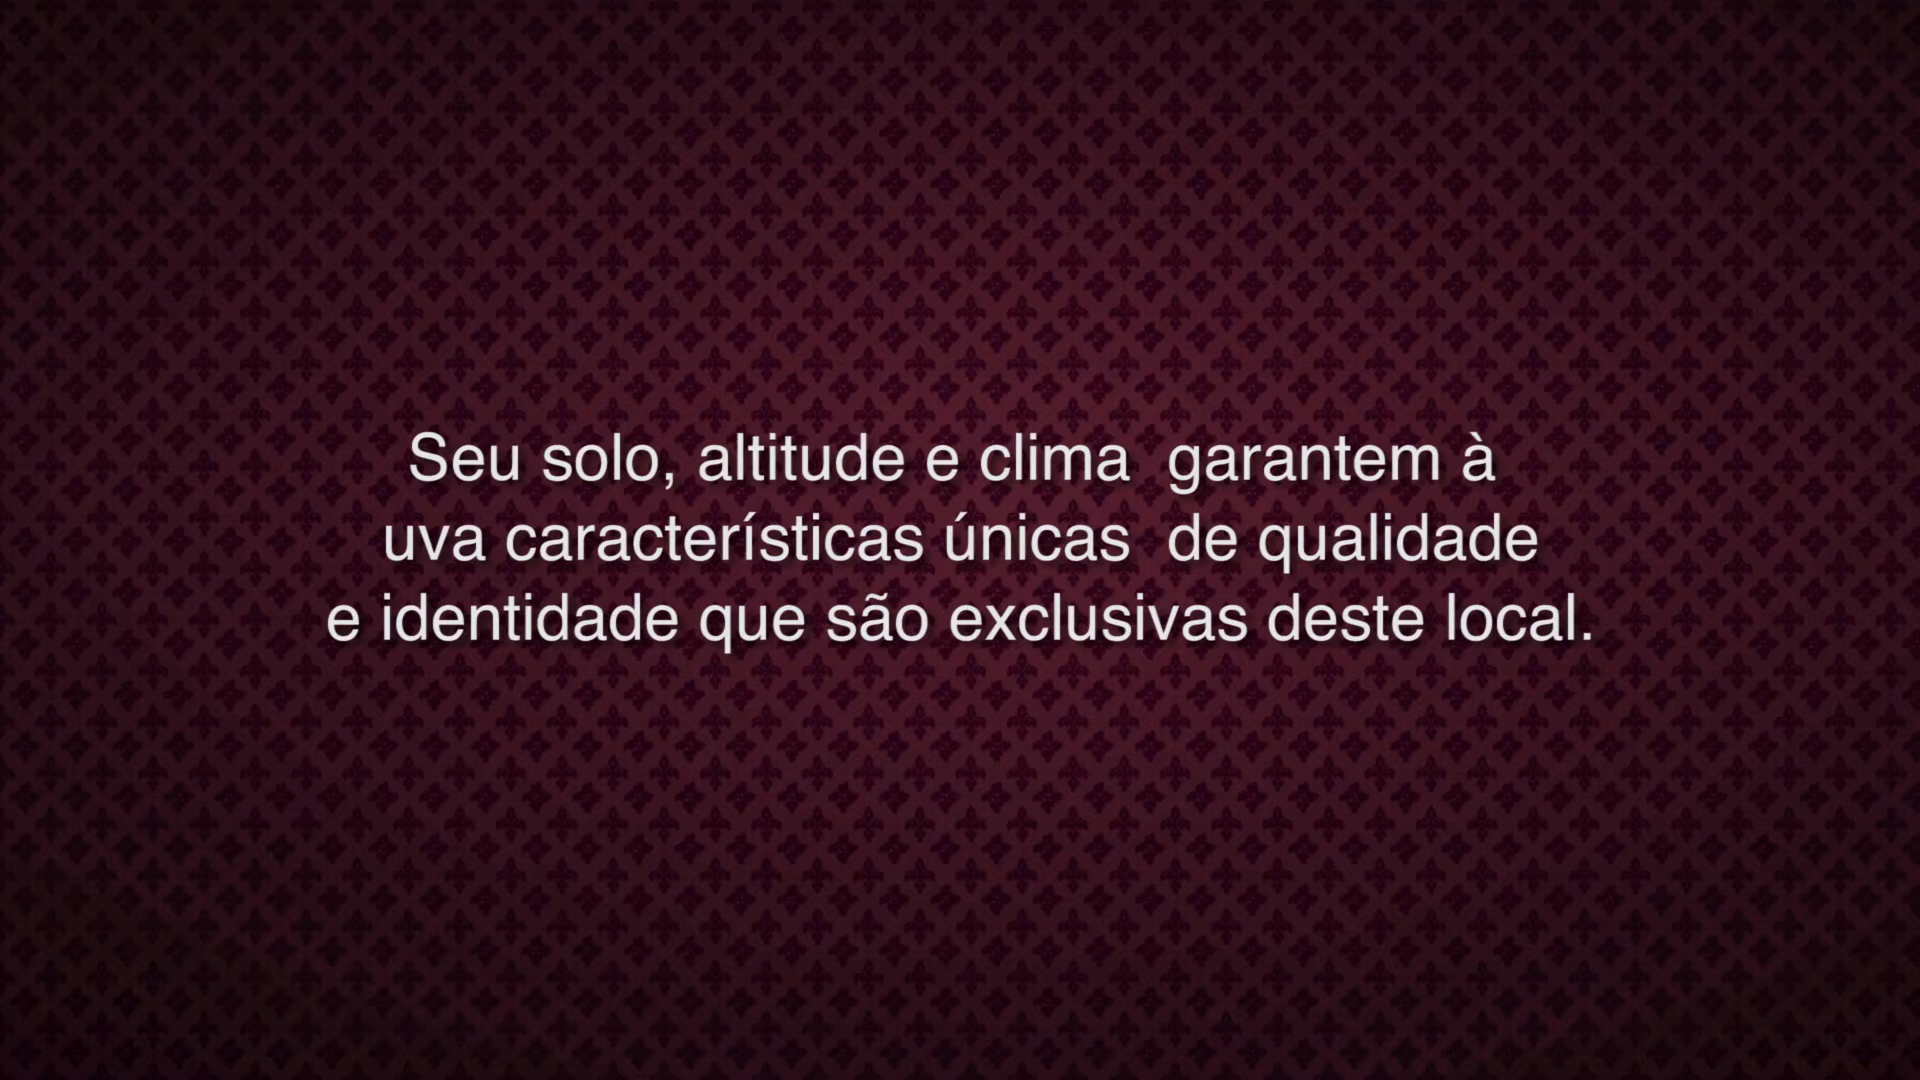 Seu solo, altitude e clima  garantem à
uva características únicas  de qualidade
e identidade que são exclusivas deste local.